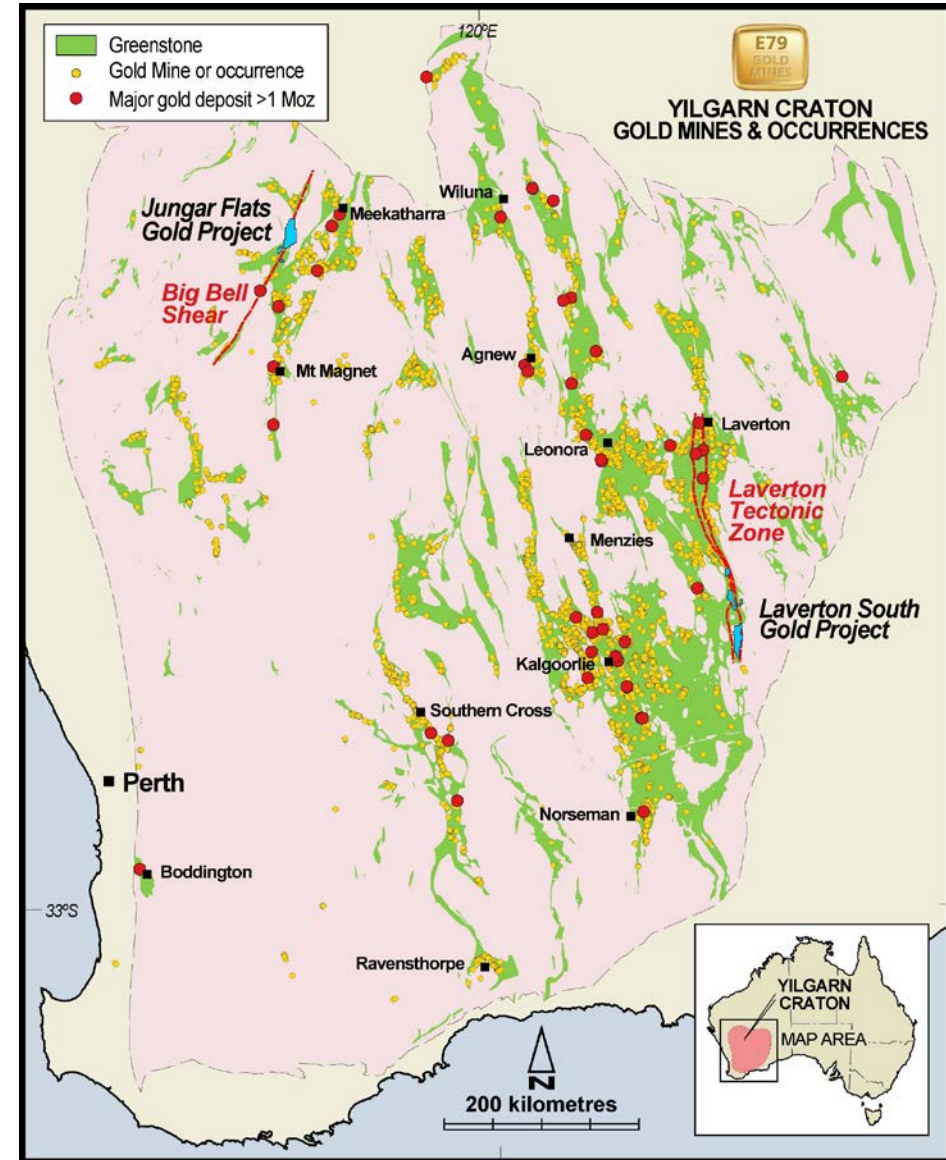 Greenstone
Gold Mine or occurrence
Major gold deposit >1 Moz
120ºE
E79
GOLD
MINES
YILGARN CRATON
GOLD MINES & OCCURRENCES
Jungar Flats
Gold Project
Meekatharra
Wiluna
Big Bell
Shear
Agnew
Mt Magnet
Laverton
Leonora
Laverton
Tectonic
Zone
Menzies
Laverton South
Gold Project
Kalgoorlie
Southern Cross
Perth
Norseman
Boddington
33ºS
Ravensthorpe
YILGARN
CRATON
MAP AREA
N
200 kilometres